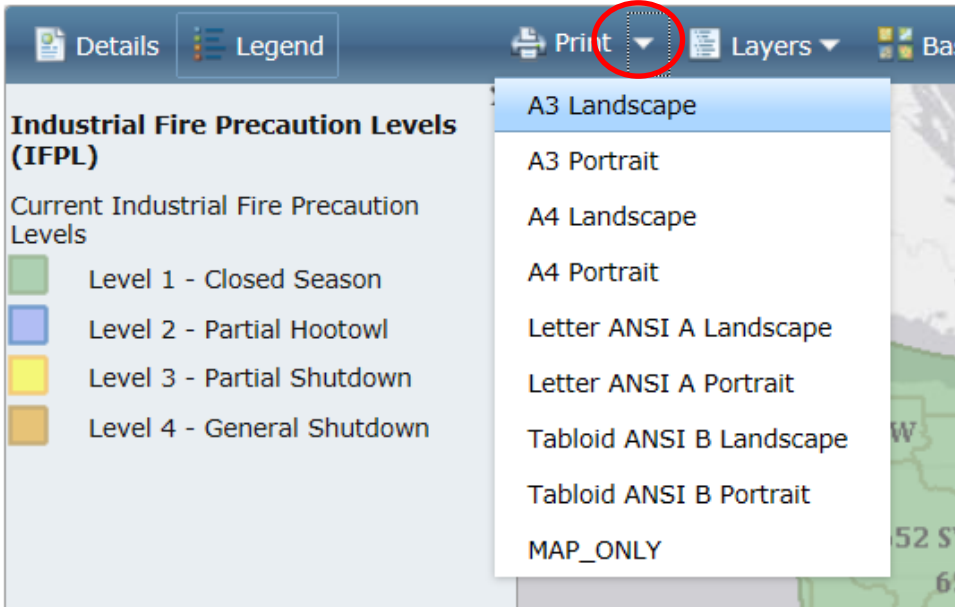 Details
Legend
Print
Layers
Ba
Industrial Fire Precaution Levels
(IFPL)
Current Industrial Fire Precaution
Levels
Level 1 - Closed Season
Level 2 - Partial Hootowl
Level 3 - Partial Shutdown
Level 4 - General Shutdown
A3 Landscape
A3 Portrait
A4 Landscape
A4 Portrait
Letter ANSI A Landscape
Letter ANSI A Portrait
Tabloid ANSI B Landscape
Tabloid ANSI B Portrait
MAP_ONLY
W
52 S